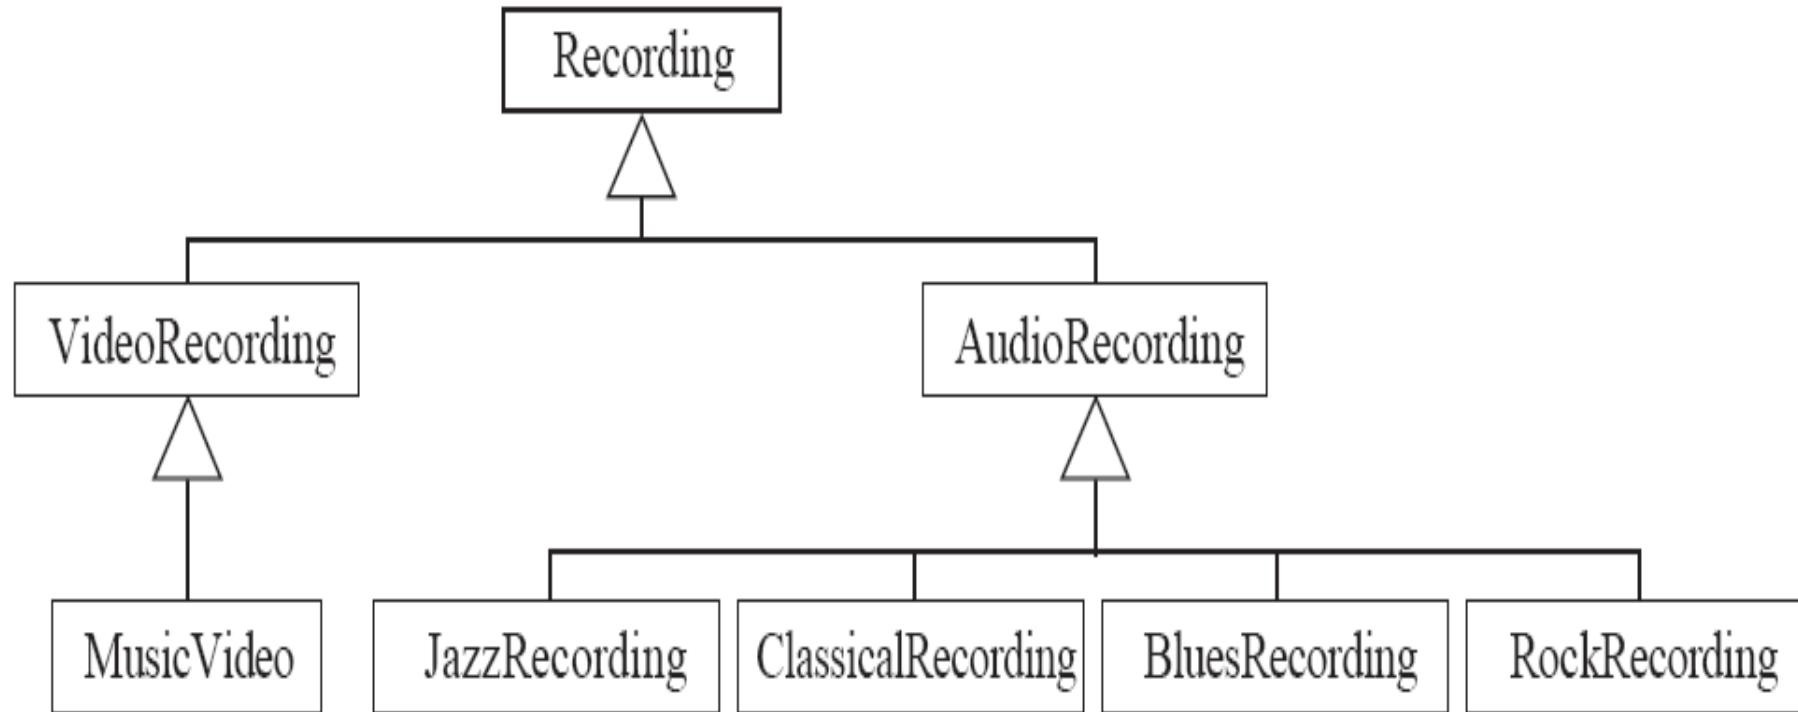 Recording
VideoRecording
AudioRecording
MusicVideo
JazzRecording
ClassicalRecording
BluesRecording
RockRecording